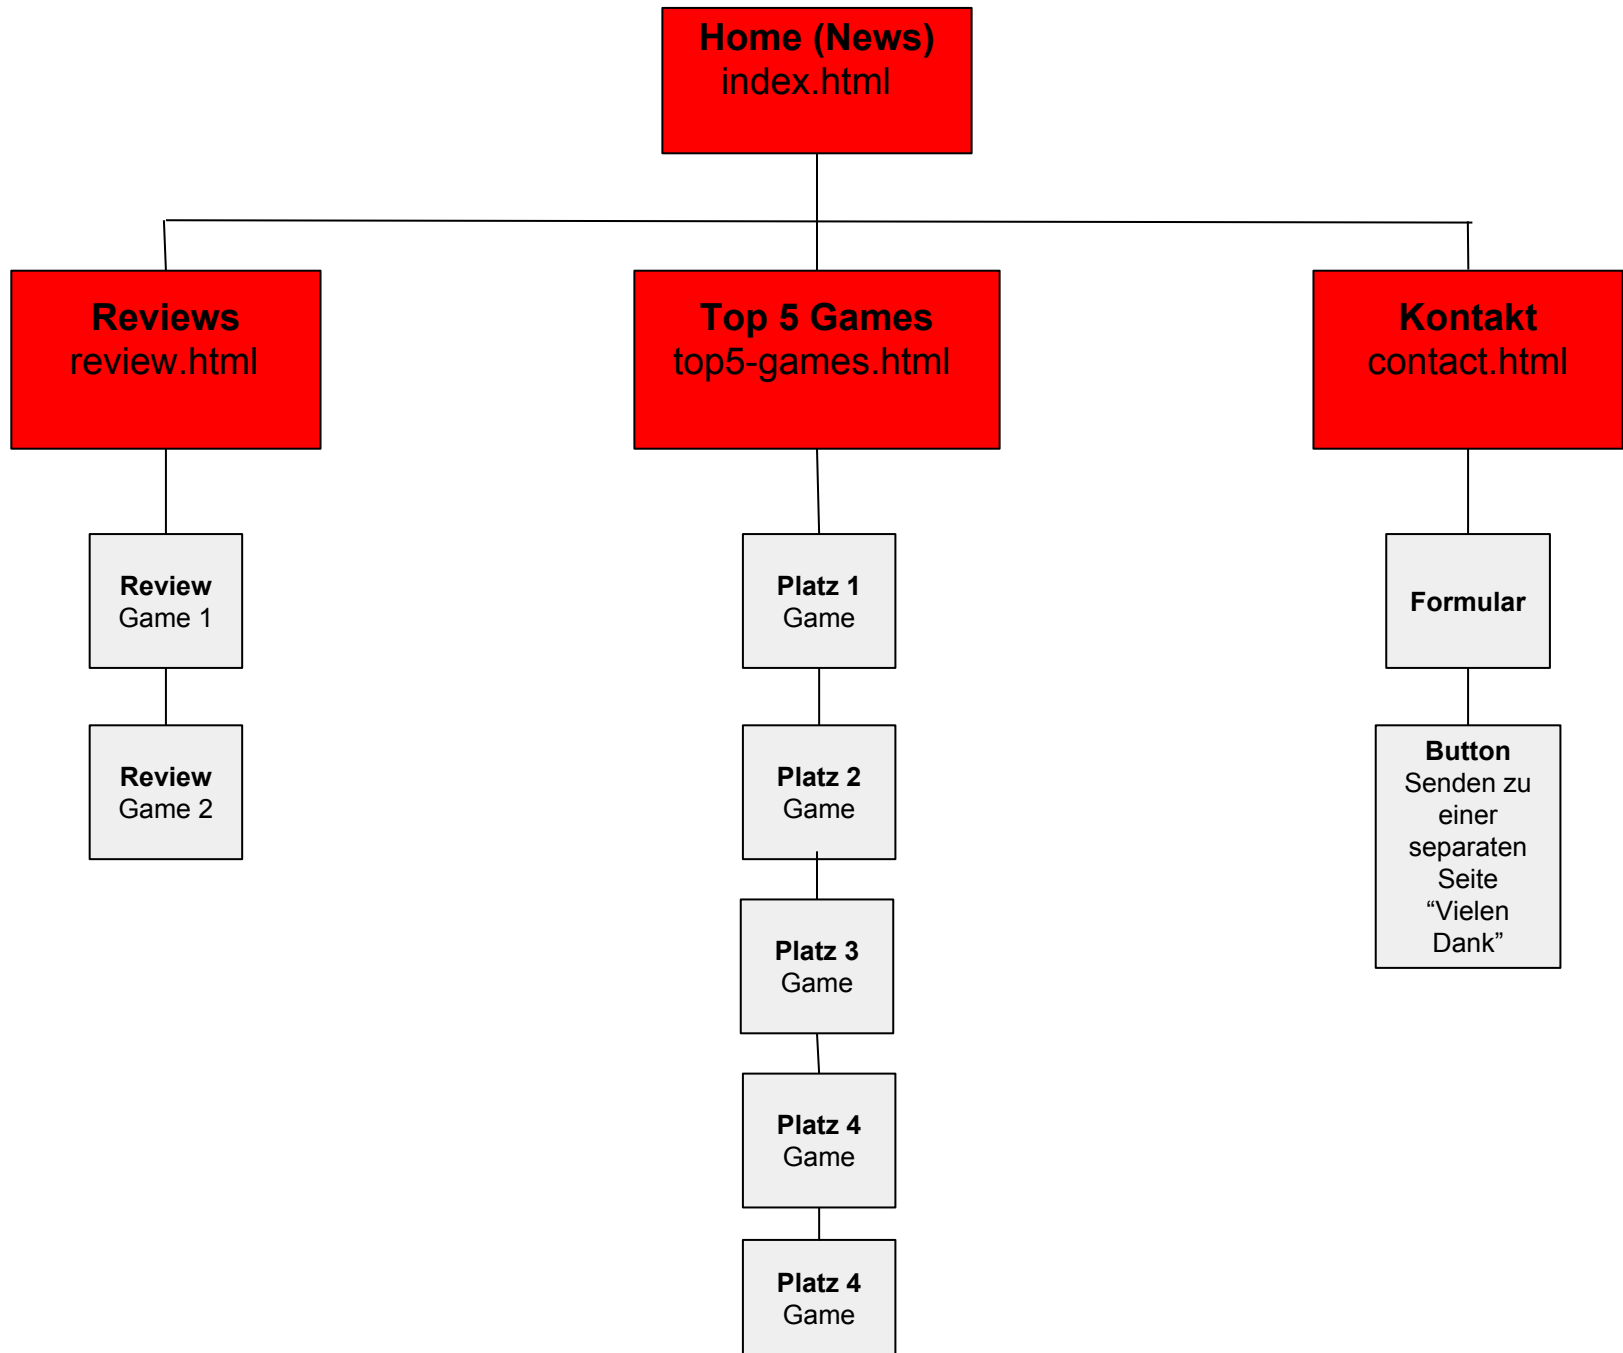 Home (News)
index.html
Reviews
review.html
Top 5 Games
top5-games.html
Kontakt
contact.html
Review
Game 1
Review
Game 2
Platz 1
Game
Platz 2
Game
Platz 3
Game
Platz 4
Game
Platz 4
Game
Formular
Button
Senden zu
einer
separaten
Seite
“Vielen
Dank”